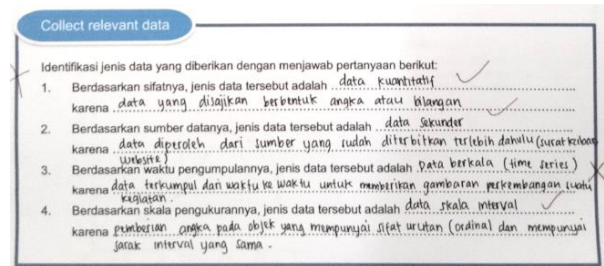 Collect relevant data
Identifikasi jenis data yang diberikan dengan menjawab pertanyaan berikut:
1. Berdasarkan sifatnya, jenis data tersebut adalah data kuantitatif
karena data yang disajikan berbentuk angka atau bilangan
2. Berdasarkan sumber datanya, jenis data tersebut adalah data sekunder
karena data diperoleh dari sumber yang sudah diterbitkan terlebih dahulu (surat kabar
website)
3. Berdasarkan waktu pengumpulannya, jenis data tersebut adalah Data berkala (time series)
karena data terkumpul dari waktu ke waktu untuk memberikan gambaran perkembangan suatu
kegiatan.
4. Berdasarkan skala pengukurannya, jenis data tersebut adalah data skala interval
karena pemberian angka pada objek yang mempunyai sifat urutan (ordinal dan mempunyai
jarak interval yang sama.